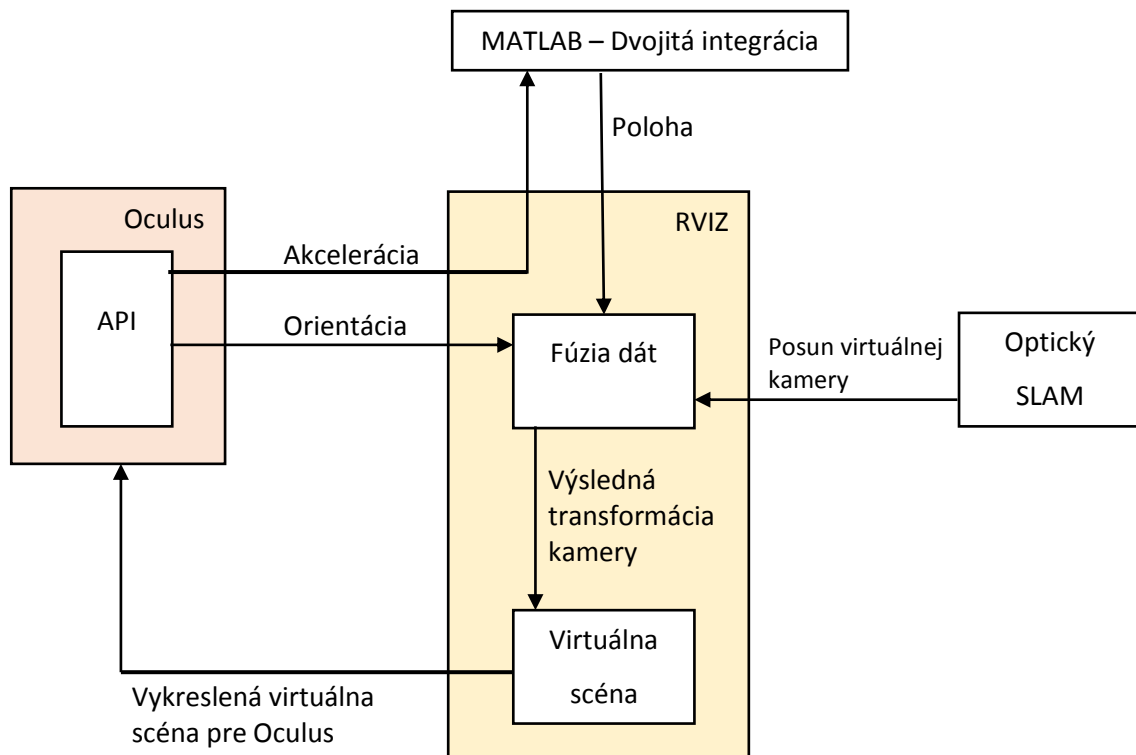 MATLAB – Dvojitá integrácia
Poloha
Oculus
RVIZ
Akcelerácia
API
Orientácia
Fúzia dát
Posun virtuálnej
kamery
Optický
SLAM
Výsledná
transformácia
kamery
Virtuálna
scéna
Vykreslená virtuálna
scéna pre Oculus